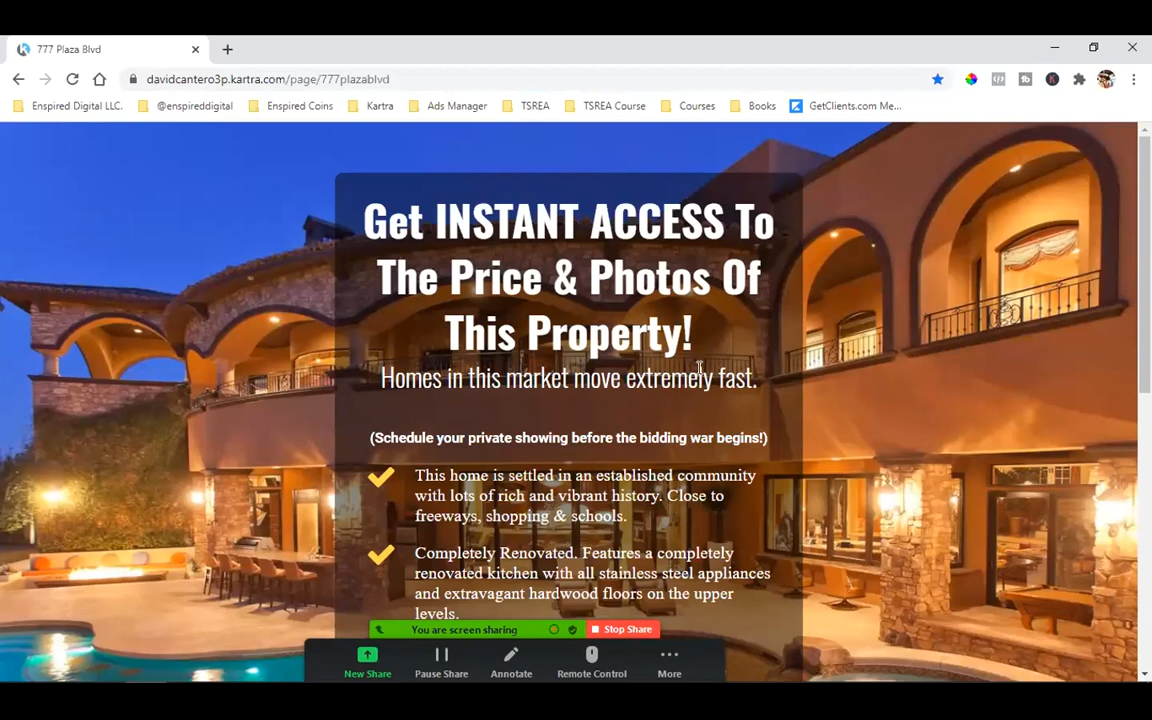 777 Plaza Blvd
davidcantero3p.kartra.com/page/777plazablvd
Enspired Digital LLC.
@enspireddigital
Enspired Coins
Kartra
Ads Manager
TSREA
TSREA Course
Courses
Books
GetClients.com Me...
Get INSTANT ACCESS To
The Price & Photos Of
This Property!
Homes in this market move extremely fast.
(Schedule your private showing before the bidding war begins!)
This home is settled in an established community
with lots of rich and vibrant history. Close to
freeways, shopping & schools.
Completely Renovated. Features a completely
renovated kitchen with all stainless steel appliances
and extravagant hardwood floors on the upper
levels.
You are screen sharing
Stop Share
New Share
Pause Share
Annotate
Remote Control
More